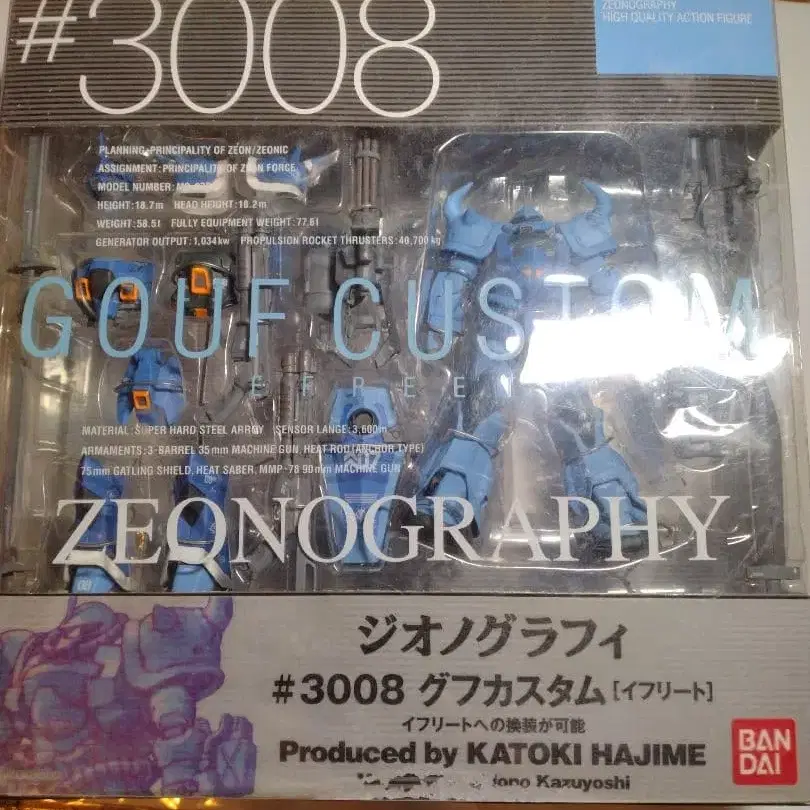 #3008
ZEONOGRAPHY
HIGH QUALITY ACTION FIGURE
PLANNING:PRINCIPALITY OF ZEON/ZEONIC
ASSIGNMENT:PRINCIPALITY OF ZEON FORCE
MODEL NUMBER:
HEIGHT:18.7m HEAD HEIGHT:18.2m
WEIGHT:58.5t FULLY EQUIPMENT WEIGHT:77.6t
GENERATOR OUTPUT:1,034kw PROPULSION ROCKET THRUSTERS:40,700kg
GOUF CUSTOM
EFREET
MATERIAL:SUPER HARD STEEL ARROY SENSOR LANGE:3,600m
ARMAMENTS:3-BARREL 35mm MACHINE GUN, HEAT ROD(ANCHOR TYPE)
75mm GATLING SHIELD, HEAT SABER, MMP-78 90mm MACHINE GUN
ZEONOGRAPHY
ジオノグラフィ
#3008 グフカスタム[イフリート]
イフリートへの換装が可能
Produced by KATOKI HAJIME
Kazuyoshi
BAN
DAI